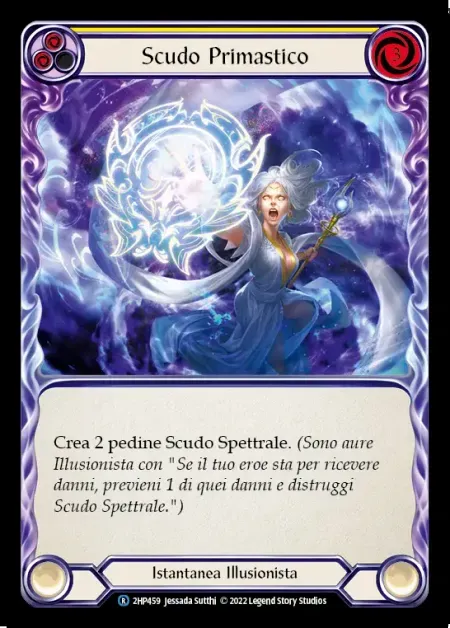 Scudo Primastico
3
Crea 2 pedine Scudo Spettrale. (Sono aure
Illusionista con "Se il tuo eroe sta per ricevere
danni, previeni 1 di quei danni e distruggi
Scudo Spettrale.")
Istantanea Illusionista
R 2HP459 Jessada Sutthi © 2022 Legend Story Studios